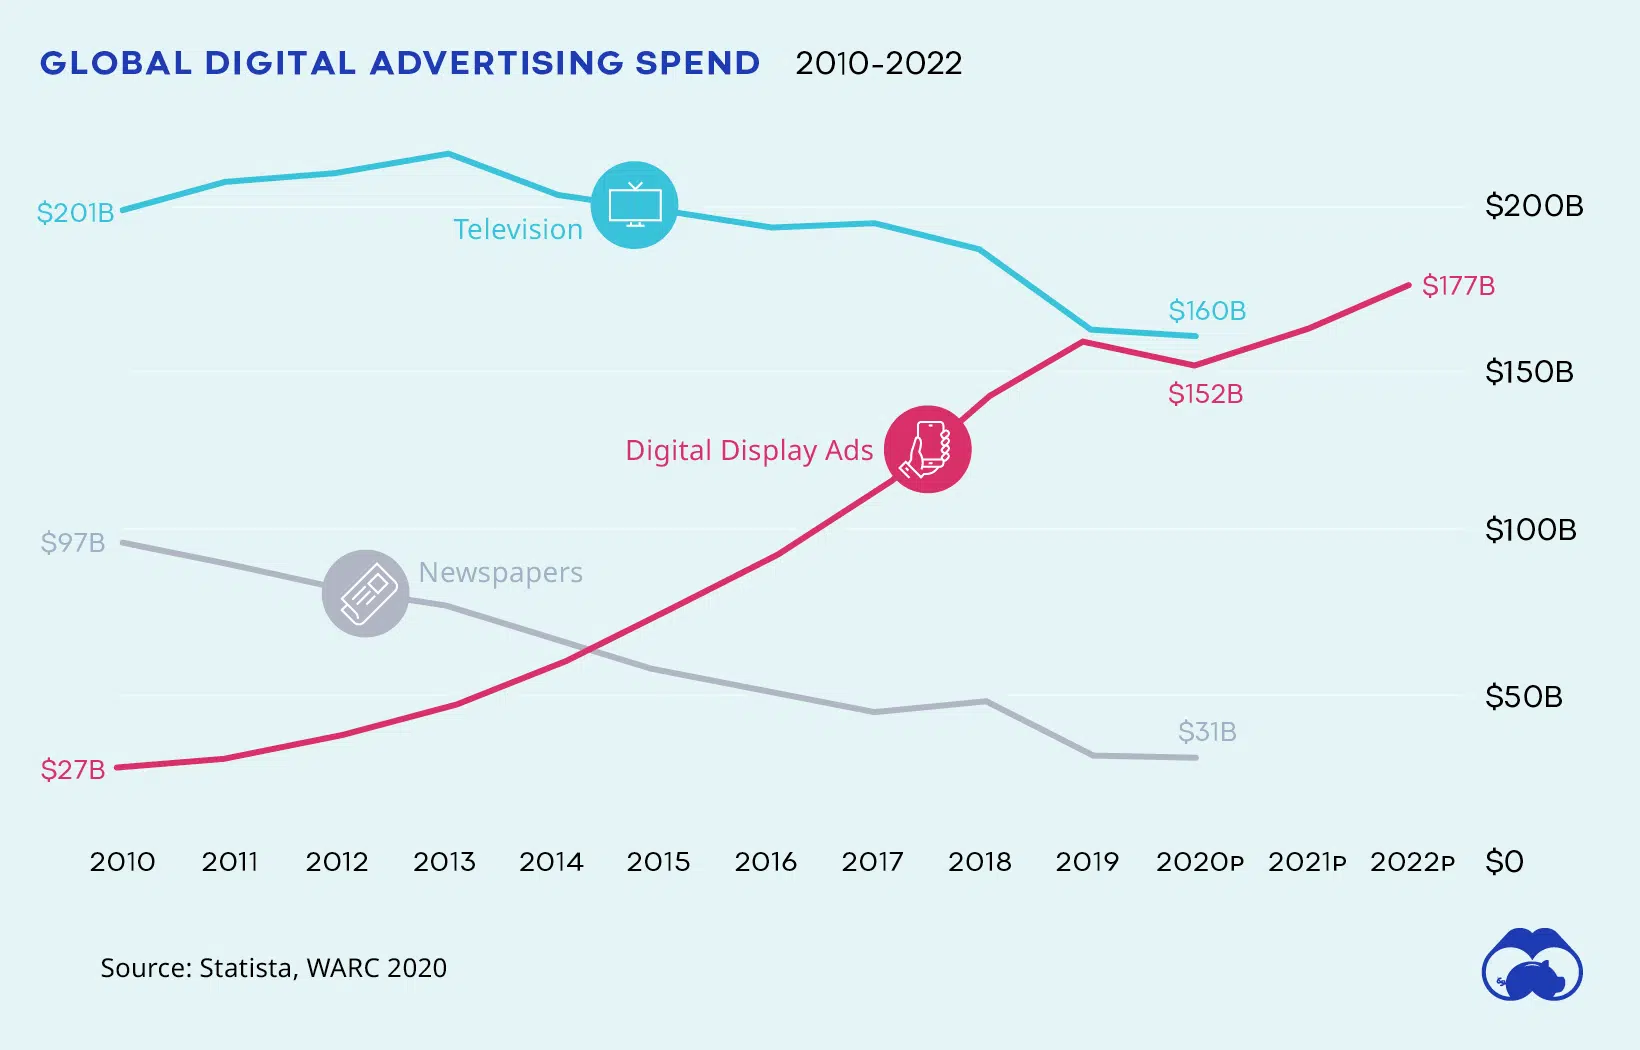 GLOBAL DIGITAL ADVERTISING SPEND 2010-2022
$201B
Television
$200B
$177B
$160B
$150B
$152B
Digital Display Ads
$97B
$100B
Newspapers
$50B
$31B
$27B
2010 2011 2012 2013 2014 2015 2016 2017 2018 2019 2020P 2021P 2022P $0
Source: Statista, WARC 2020